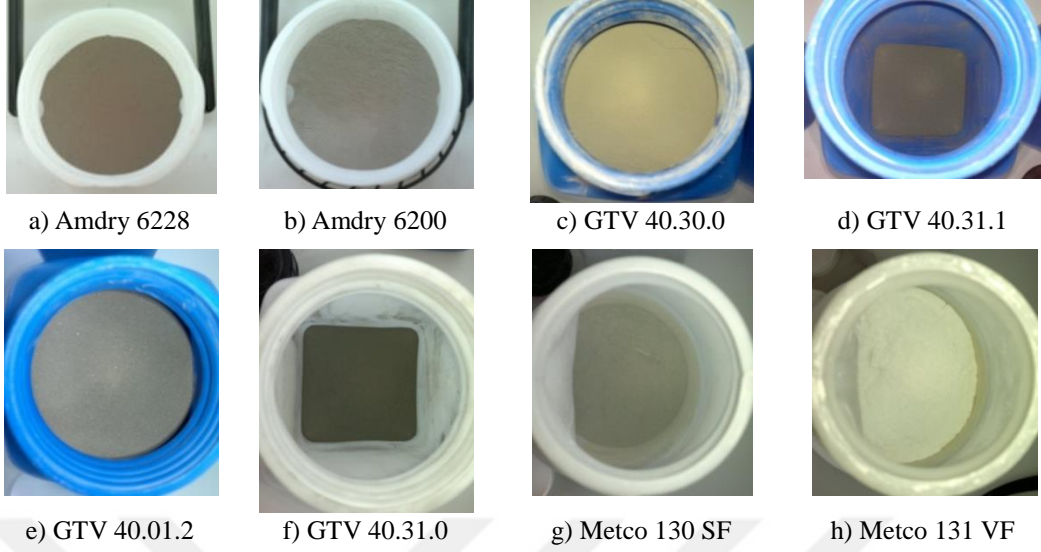 a) Amdry 6228
b) Amdry 6200
c) GTV 40.30.0
d) GTV 40.31.1
e) GTV 40.01.2
f) GTV 40.31.0
g) Metco 130 SF
h) Metco 131 VF